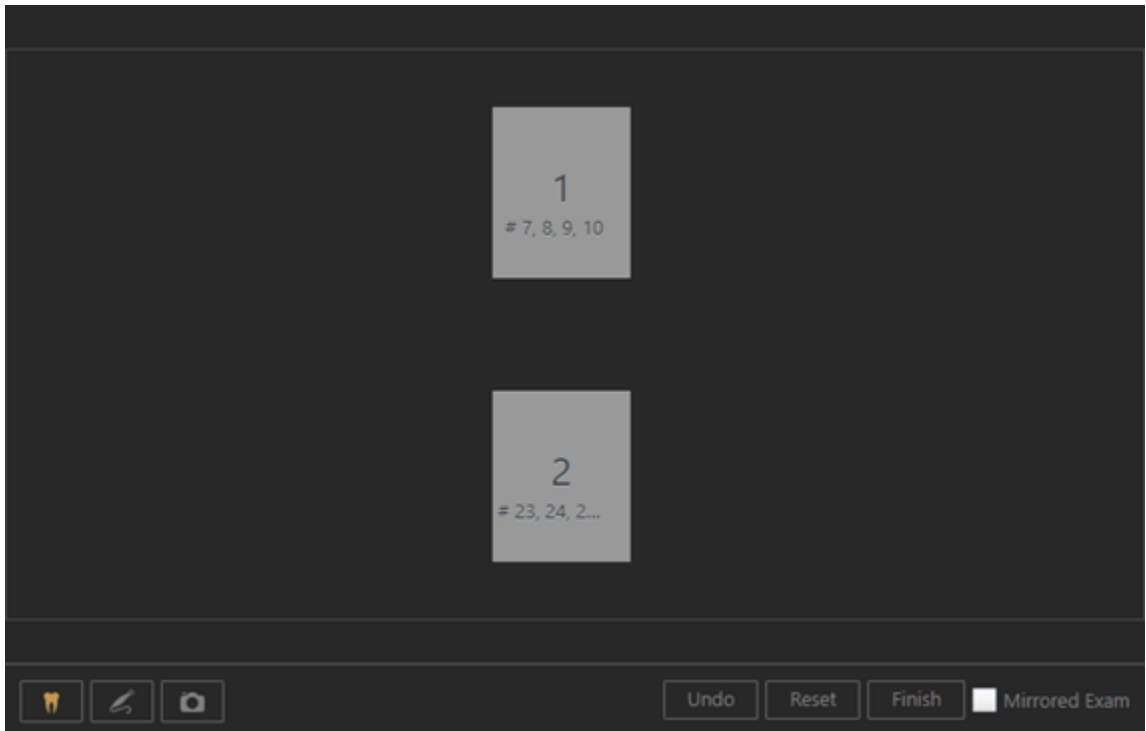 1
# 7, 8, 9, 10
2
# 23, 24, 2...
Undo Reset Finish Mirrored Exam